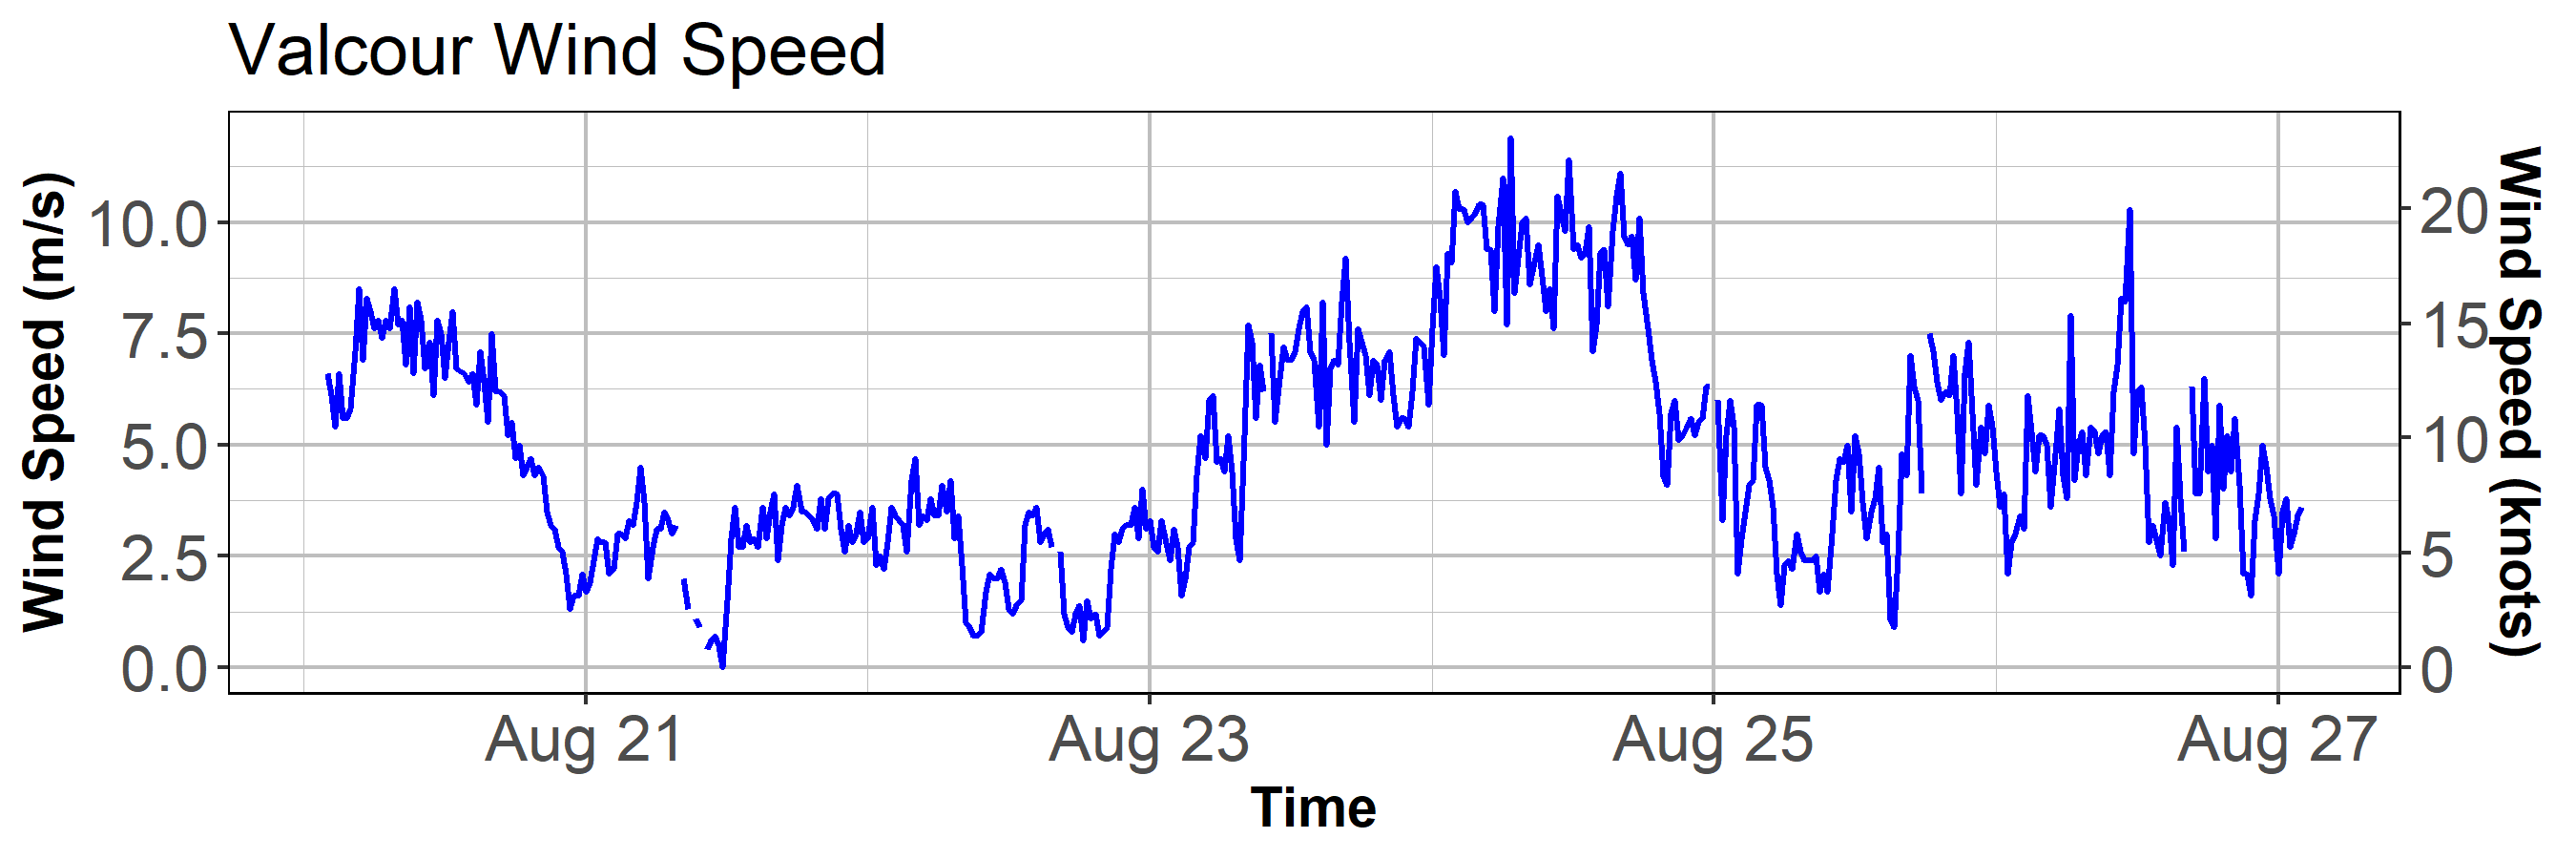 Valcour Wind Speed
Wind Speed (m/s)
10.0
7.5
5.0
2.5
0.0
20
15
10
5
0
Wind Speed (knots)
Aug 21
Aug 23
Aug 25
Aug 27
Time